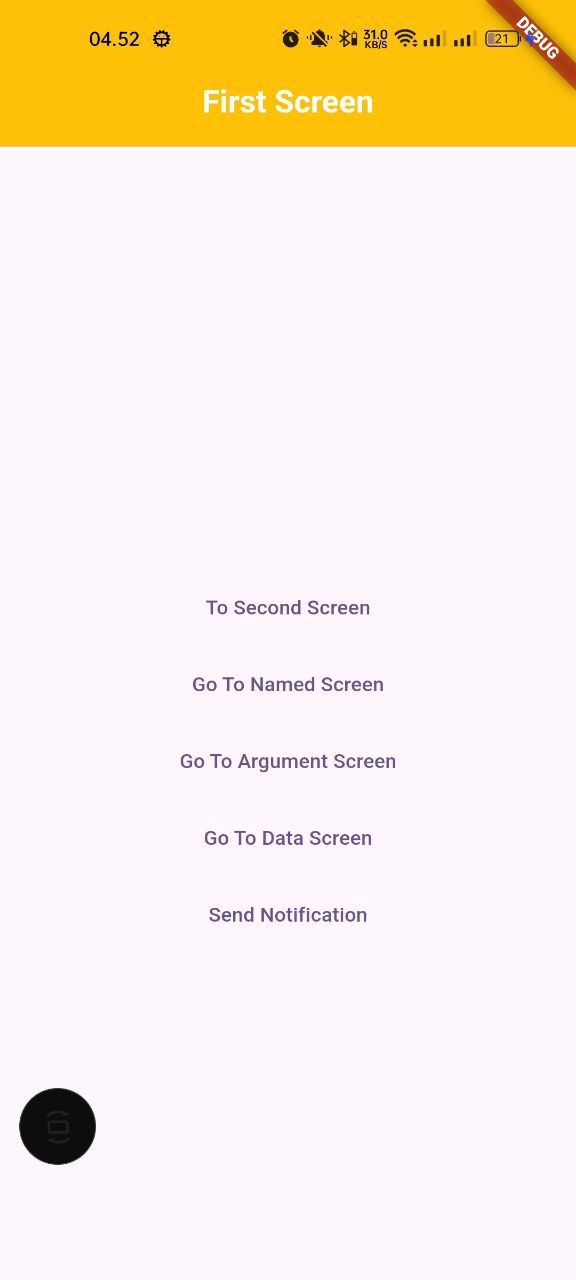 04.52
31.0
KB/S
21
DEBUG
First Screen
To Second Screen
Go To Named Screen
Go To Argument Screen
Go To Data Screen
Send Notification